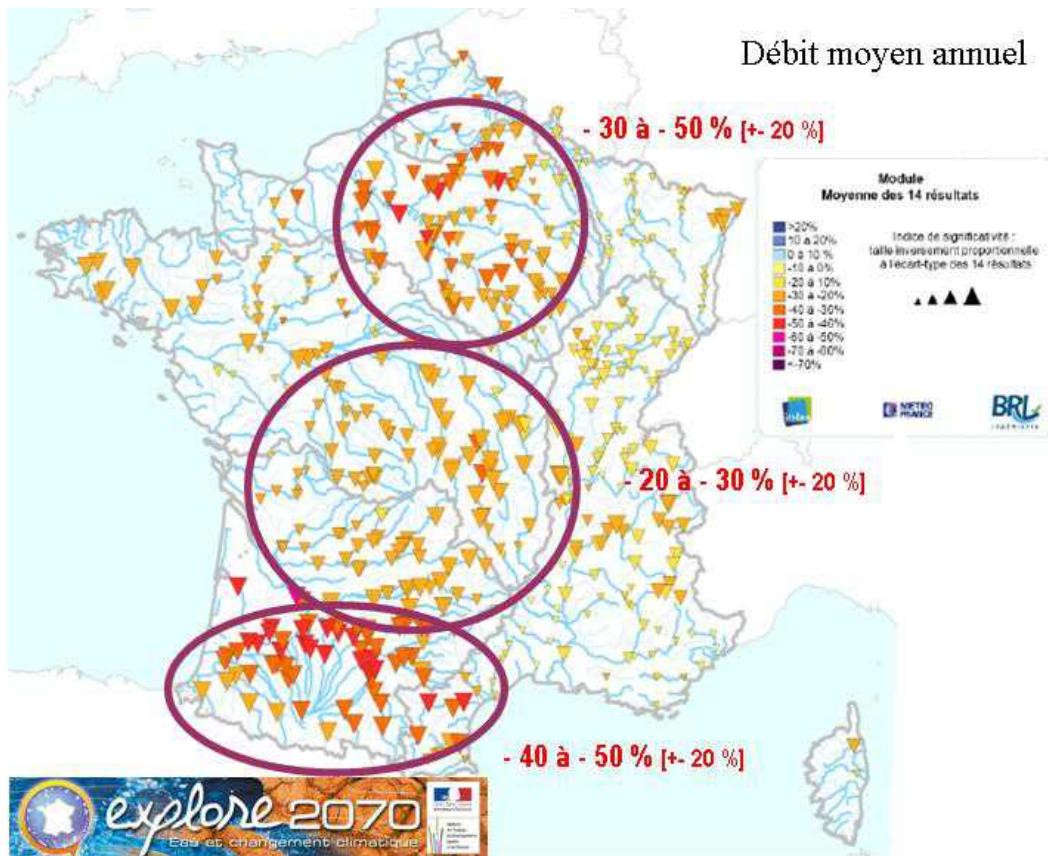 Débit moyen annuel
- 30 à - 50 % [+- 20 %]
Module
Moyenne des 14 résultats
>20%
10 à 20%
0 à 10 %
-10 à 0%
-20 à 10%
-30 à -20%
-40 à -30%
-50 à -40%
-60 à -50%
-70 à -60%
<-70%
Indice de significativité :
taille inversement proportionnelle
à l'écart-type des 14 résultats
METEO
FRANCE
BRL
- 20 à - 30 % [+- 20 %]
- 40 à - 50 % [+- 20 %]
explore 2070
Eau et changement climatique